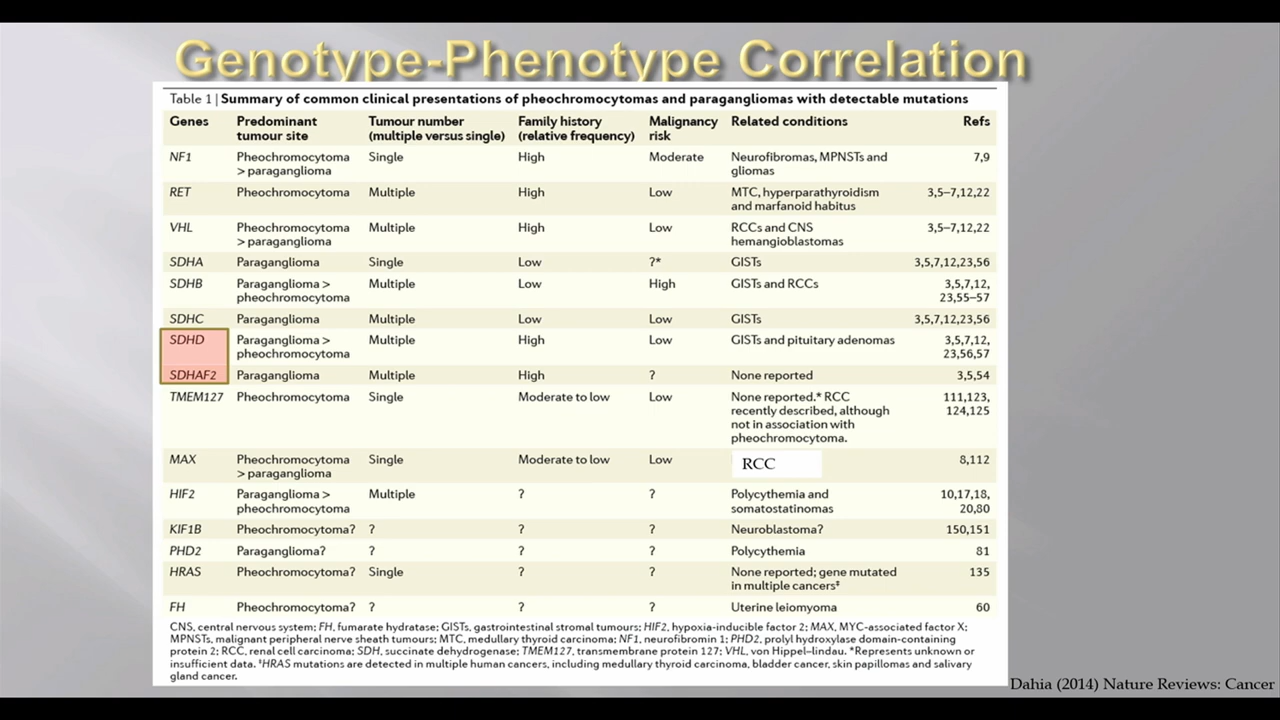 Genotype-Phenotype Correlation
Table 1 | Summary of common clinical presentations of pheochromocytomas and paragangliomas with detectable mutations
Genes Predominant tumour site Tumour number (multiple versus single) Family history (relative frequency) Malignancy risk Related conditions Refs
NF1 Pheochromocytoma > paraganglioma Single High Moderate Neurofibromas, MPNSTs and gliomas 7,9
RET Pheochromocytoma Multiple High Low MTC, hyperparathyroidism and marfanoid habitus 3,5–7,12,22
VHL Pheochromocytoma > paraganglioma Multiple High Low RCCs and CNS hemangioblastomas 3,5–7,12,22
SDHA Paraganglioma Single Low ?* GISTs 3,5,7,12,23,56
SDHB Paraganglioma > pheochromocytoma Multiple Low High GISTs and RCCs 3,5,7,12, 23,55–57
SDHC Paraganglioma Multiple Low Low GISTs 3,5,7,12,23,56
SDHD Paraganglioma > pheochromocytoma Multiple High Low GISTs and pituitary adenomas 3,5,7,12, 23,56,57
SDHAF2 Paraganglioma Multiple High ? None reported 3,5,54
TMEM127 Pheochromocytoma Single Moderate to low Low None reported.* RCC recently described, although not in association with pheochromocytoma. 111,123, 124,125
MAX Pheochromocytoma > paraganglioma Single Moderate to low Low RCC 8,112
HIF2 Paraganglioma > pheochromocytoma Multiple ? ? Polycythemia and somatostatinomas 10,17,18, 20,80
KIF1B Pheochromocytoma? ? ? ? Neuroblastoma? 150,151
PHD2 Paraganglioma? ? ? ? Polycythemia 81
HRAS Pheochromocytoma? Single ? ? None reported; gene mutated in multiple cancers‡ 135
FH Pheochromocytoma? ? ? ? Uterine leiomyoma 60
CNS, central nervous system; FH, fumarate hydratase; GISTs, gastrointestinal stromal tumours; HIF2, hypoxia-inducible factor 2; MAX, MYC-associated factor X;
MPNSTs, malignant peripheral nerve sheath tumours; MTC, medullary thyroid carcinoma; NF1, neurofibromin 1; PHD2, prolyl hydroxylase domain-containing
protein 2; RCC, renal cell carcinoma; SDH, succinate dehydrogenase; TMEM127, transmembrane protein 127; VHL, von Hippel–lindau. *Represents unknown or
insufficient data. ‡HRAS mutations are detected in multiple human cancers, including medullary thyroid carcinoma, bladder cancer, skin papillomas and salivary
gland cancer.
Dahia (2014) Nature Reviews: Cancer